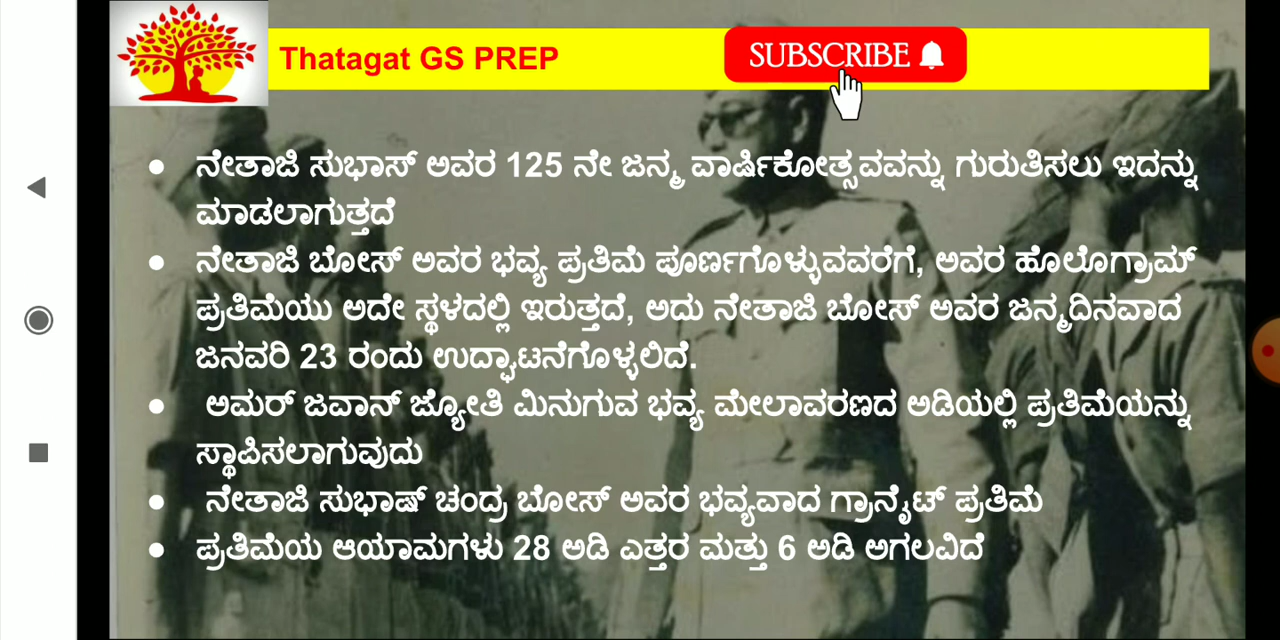 Thatagat GS PREP
SUBSCRIBE
• ನೇತಾಜಿ ಸುಭಾಸ್ ಅವರ 125 ನೇ ಜನ್ಮ ವಾರ್ಷಿಕೋತ್ಸವವನ್ನು ಗುರುತಿಸಲು ಇದನ್ನು
ಮಾಡಲಾಗುತ್ತದೆ
• ನೇತಾಜಿ ಬೋಸ್ ಅವರ ಭವ್ಯ ಪ್ರತಿಮೆ ಪೂರ್ಣಗೊಳ್ಳುವವರೆಗೆ, ಅವರ ಹೊಲೊಗ್ರಾಮ್
ಪ್ರತಿಮೆಯು ಅದೇ ಸ್ಥಳದಲ್ಲಿ ಇರುತ್ತದೆ, ಅದು ನೇತಾಜಿ ಬೋಸ್ ಅವರ ಜನ್ಮದಿನವಾದ
ಜನವರಿ 23 ರಂದು ಉದ್ಘಾಟನೆಗೊಳ್ಳಲಿದೆ.
• ಅಮರ್ ಜವಾನ್ ಜ್ಯೋತಿ ಮಿನುಗುವ ಭವ್ಯ ಮೇಲಾವರಣದ ಅಡಿಯಲ್ಲಿ ಪ್ರತಿಮೆಯನ್ನು
ಸ್ಥಾಪಿಸಲಾಗುವುದು
• ನೇತಾಜಿ ಸುಭಾಷ್ ಚಂದ್ರ ಬೋಸ್ ಅವರ ಭವ್ಯವಾದ ಗ್ರಾನೈಟ್ ಪ್ರತಿಮೆ
• ಪ್ರತಿಮೆಯ ಆಯಾಮಗಳು 28 ಅಡಿ ಎತ್ತರ ಮತ್ತು 6 ಅಡಿ ಅಗಲವಿದೆ